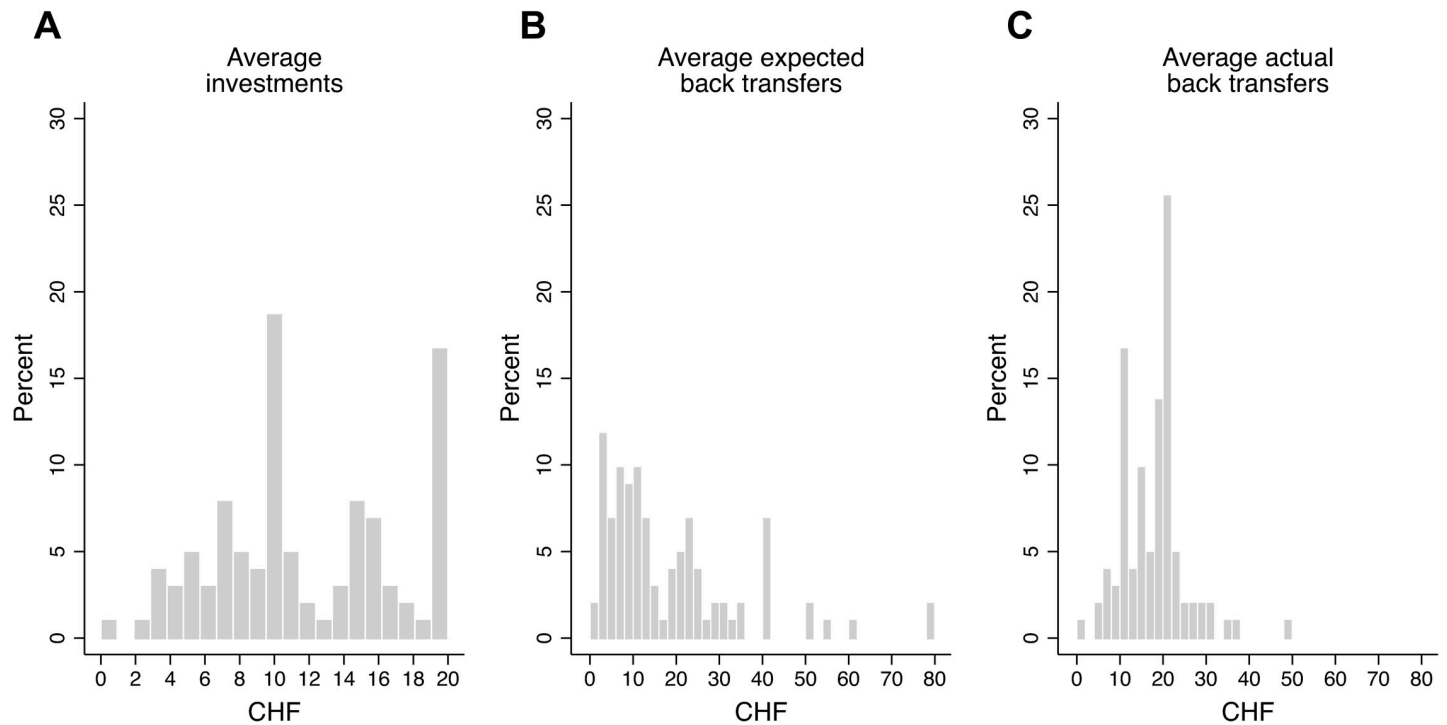 A
Average
investments
30
25
20
15
10
5
0
Percent
0 2 4 6 8 10 12 14 16 18 20
CHF
B
Average expected
back transfers
30
25
20
15
10
5
0
Percent
0 10 20 30 40 50 60 70 80
CHF
C
Average actual
back transfers
30
25
20
15
10
5
0
Percent
0 10 20 30 40 50 60 70 80
CHF